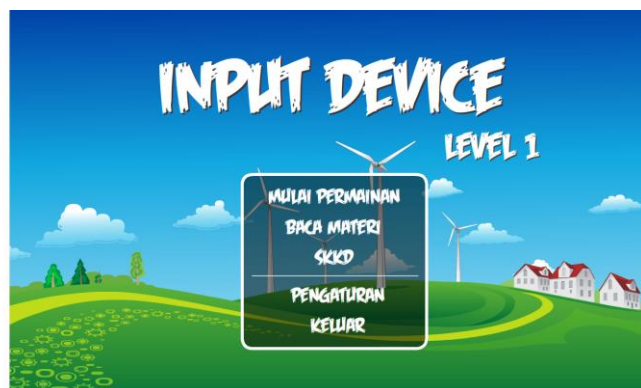 INPUT DEVICE
LEVEL 1
MULAI PERMAINAN
BACA MATERI
SKKD
PENGATURAN
KELUAR